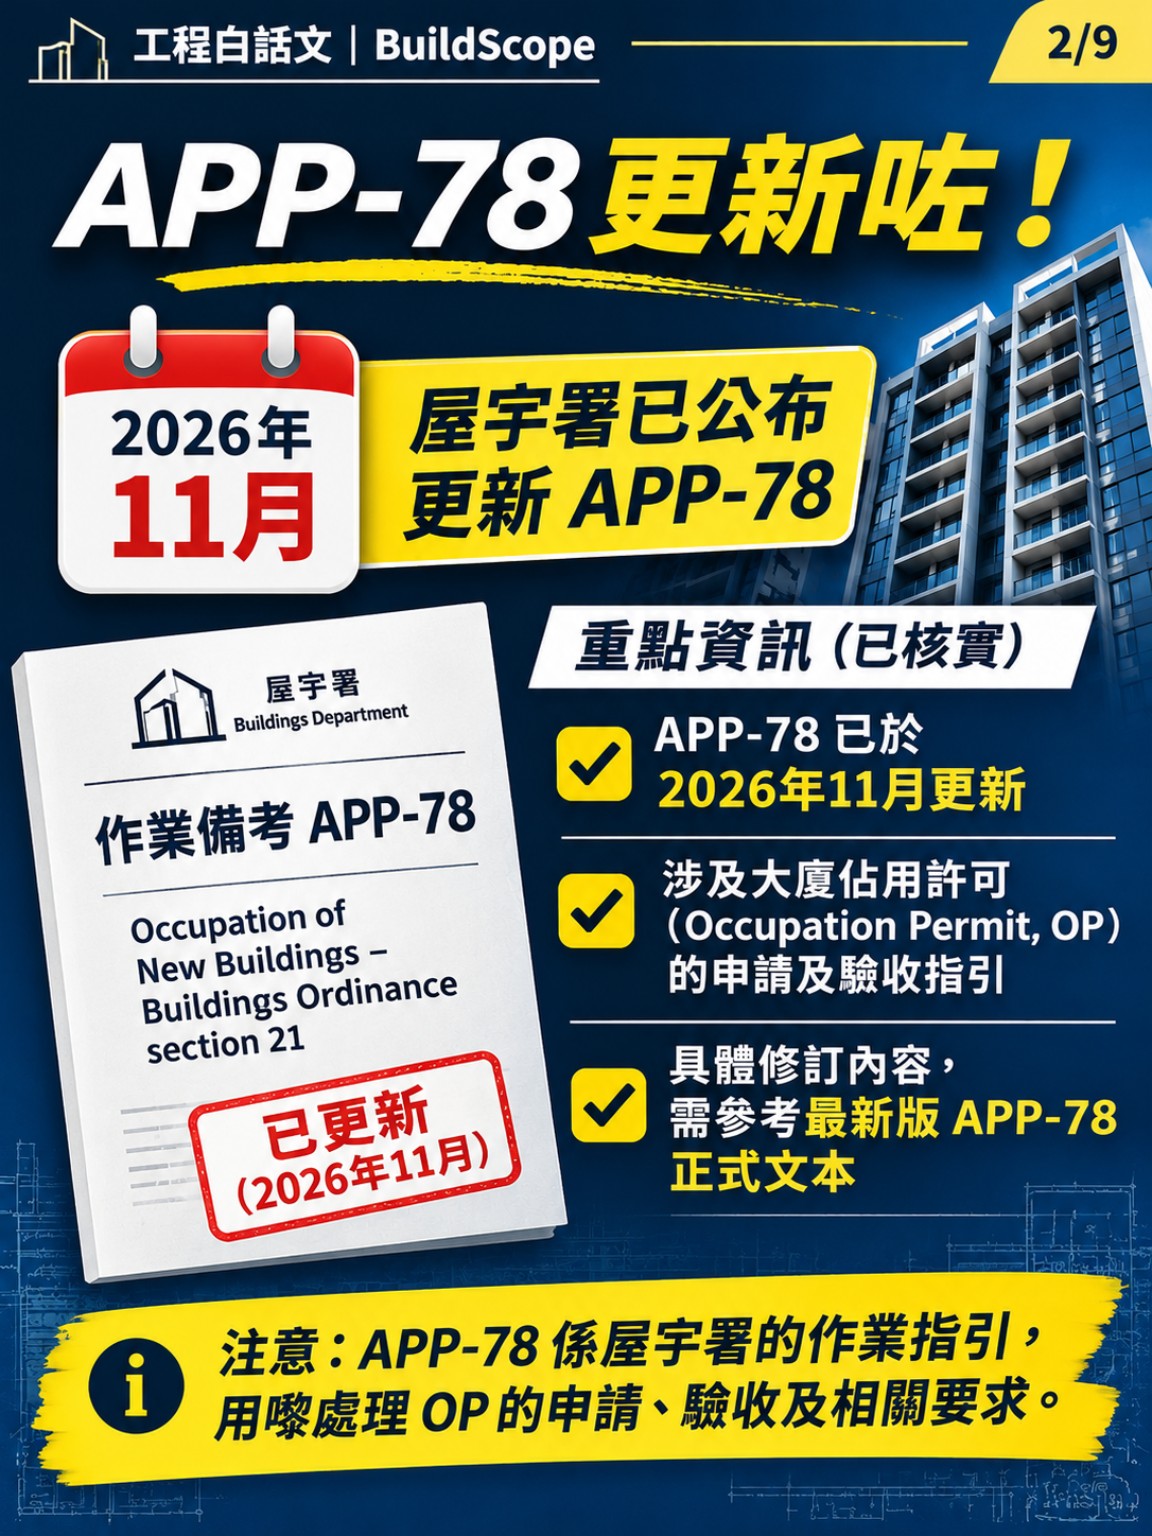 工程白話文｜BuildScope
2/9
APP-78更新咗！
2026年
11月
屋宇署已公布
更新 APP-78
屋宇署
Buildings Department
作業備考 APP-78
Occupation of
New Buildings –
Buildings Ordinance
section 21
已更新
(2026年11月)
重點資訊（已核實）
APP-78 已於
2026年11月更新
涉及大廈佔用許可
(Occupation Permit, OP)
的申請及驗收指引
具體修訂內容，
需參考最新版 APP-78
正式文本
注意：APP-78 係屋宇署的作業指引，
用嚟處理 OP 的申請、驗收及相關要求。